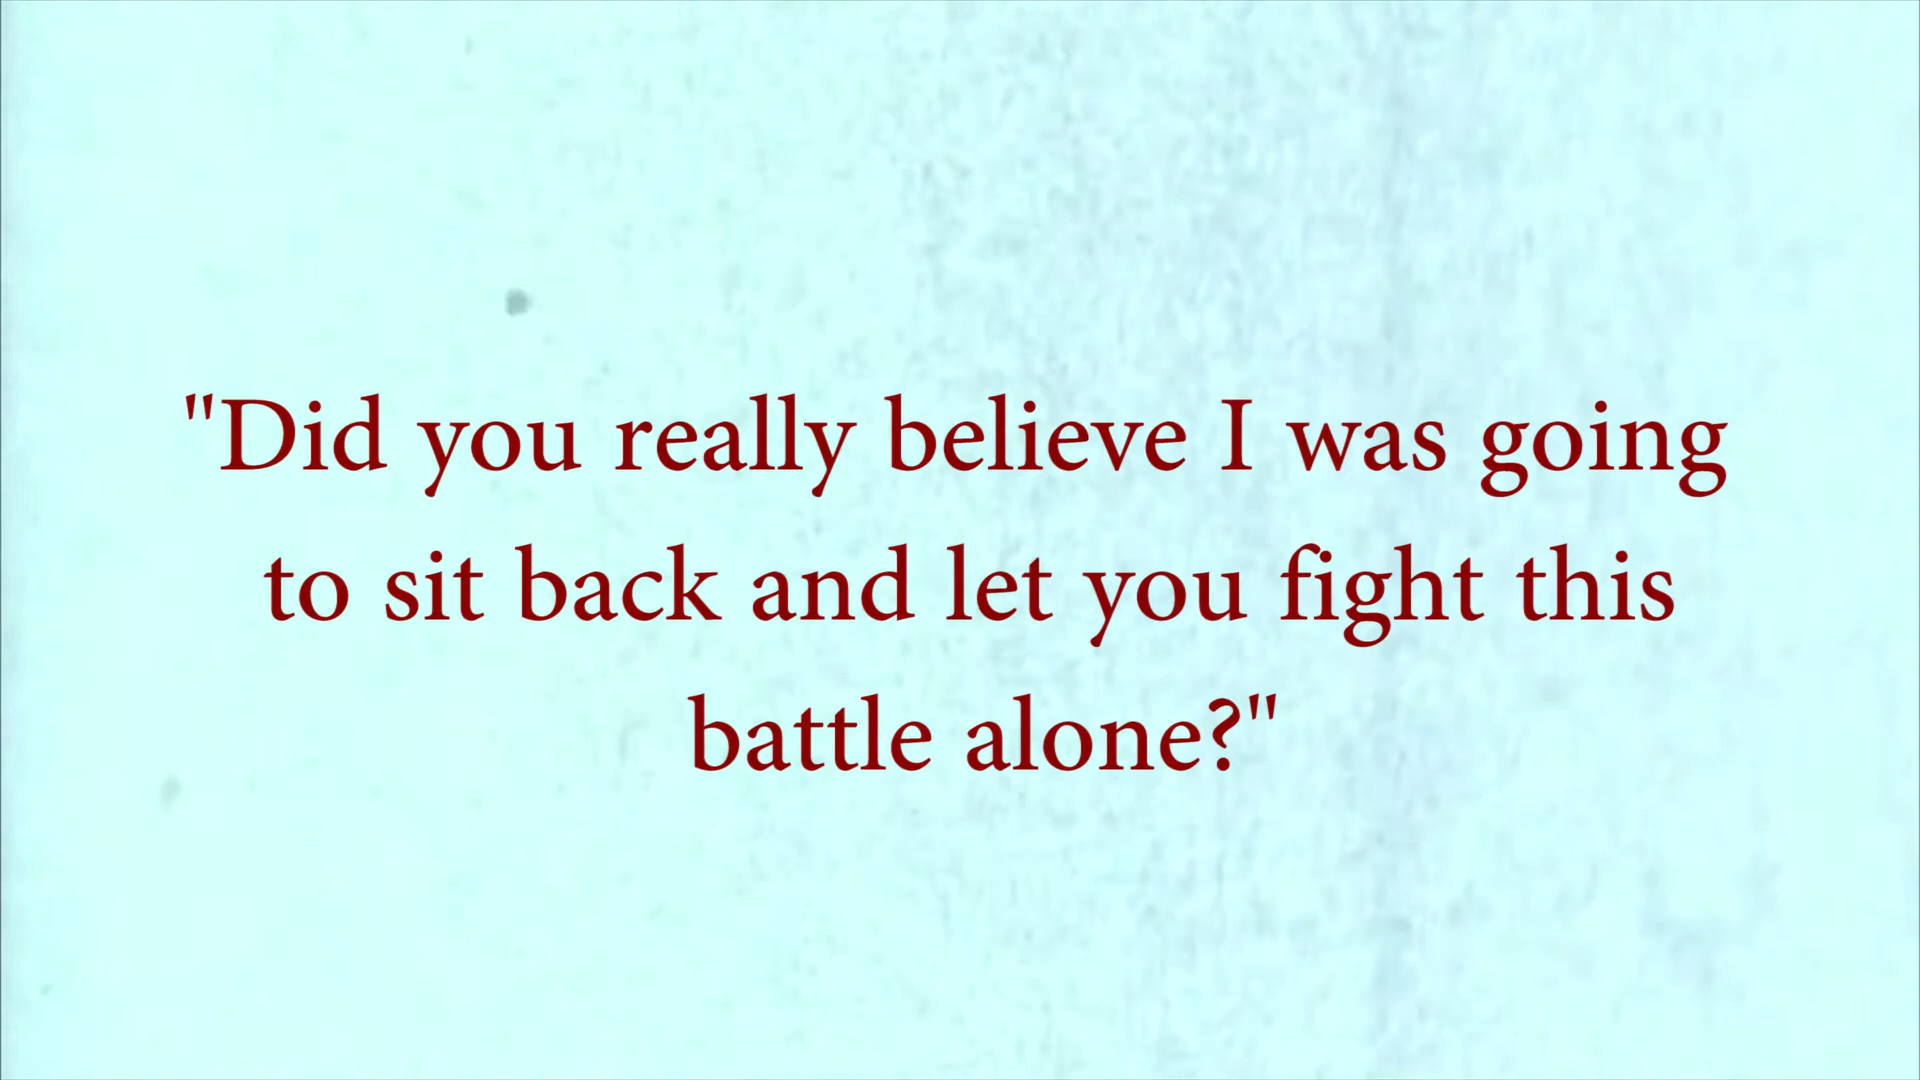 "Did you really believe I was going
to sit back and let you fight this
battle alone?"